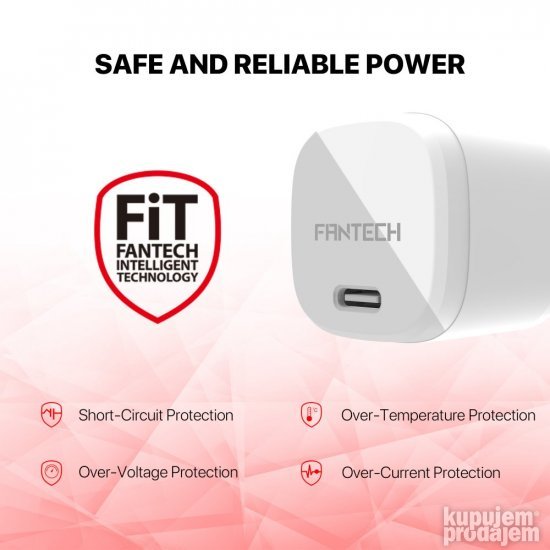 SAFE AND RELIABLE POWER
FiT
FANTECH
INTELLIGENT
TECHNOLOGY
FANTECH
°C
Short-Circuit Protection
Over-Temperature Protection
Over-Voltage Protection
Over-Current Protection
kupujem
prodajem